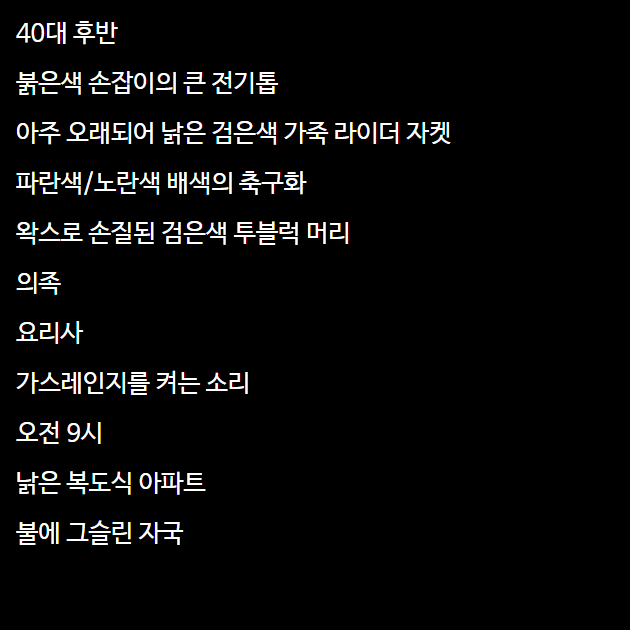 40대 후반
붉은색 손잡이의 큰 전기톱
아주 오래되어 낡은 검은색 가죽 라이더 자켓
파란색/노란색 배색의 축구화
왁스로 손질된 검은색 투블럭 머리
의족
요리사
가스레인지를 켜는 소리
오전 9시
낡은 복도식 아파트
불에 그슬린 자국